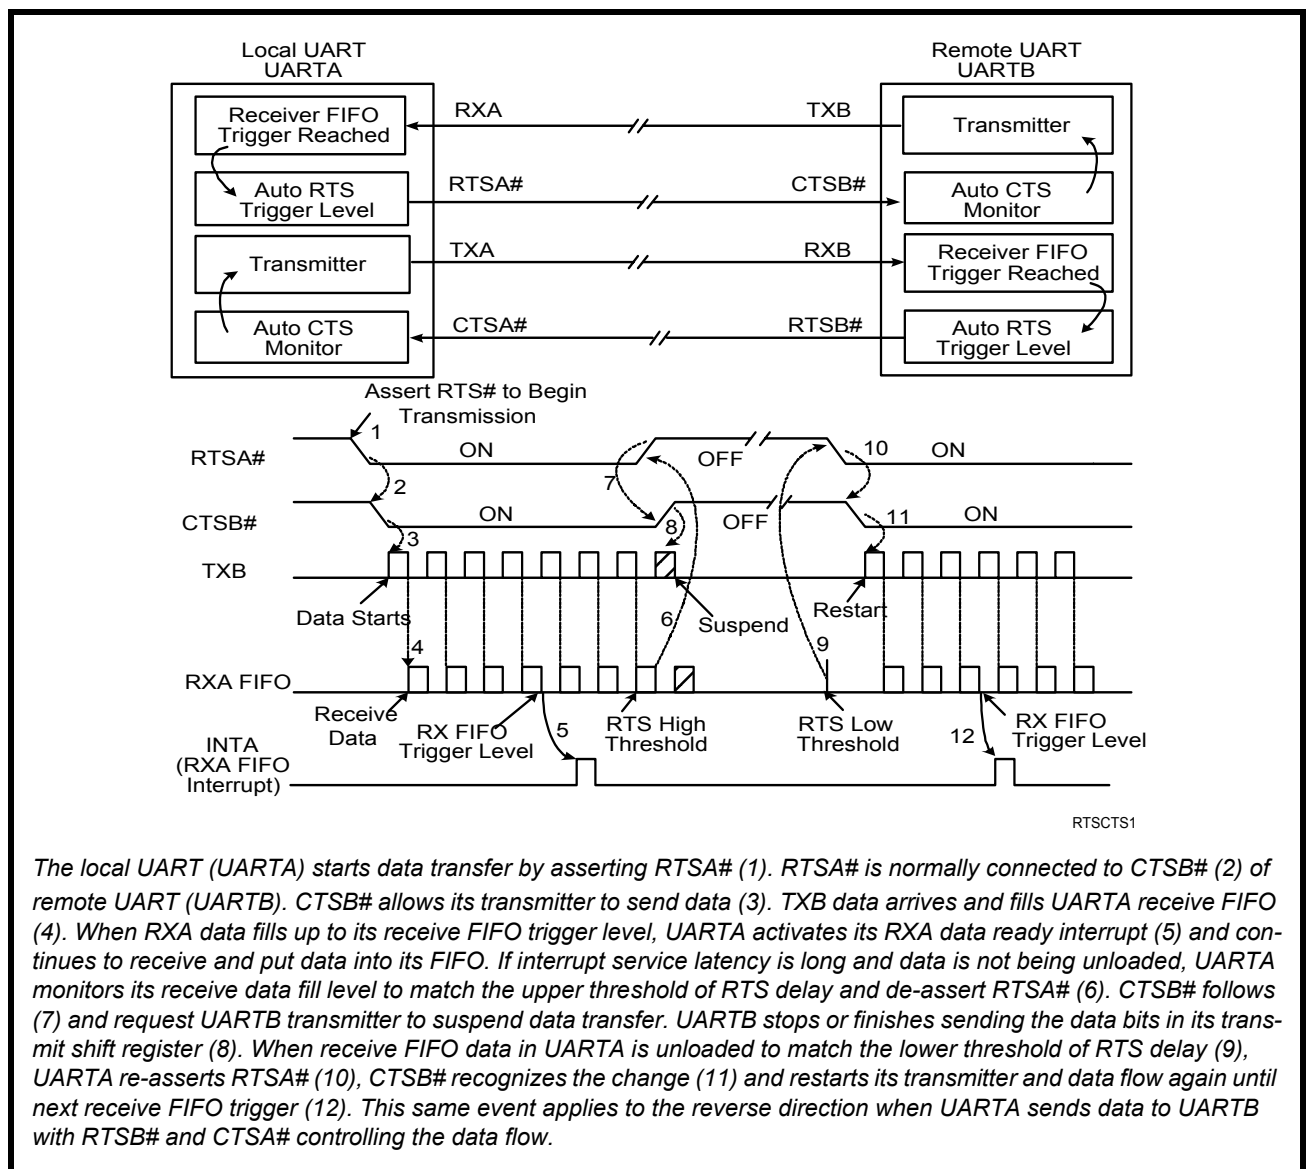 Local UART
UARTA
Remote UART
UARTB
Receiver FIFO
Trigger Reached
RXA
TXB
Transmitter
Auto RTS
Trigger Level
RTSA#
CTSB#
Auto CTS
Monitor
Transmitter
TXA
RXB
Receiver FIFO
Trigger Reached
Auto CTS
Monitor
CTSA#
RTSB#
Auto RTS
Trigger Level
Assert RTS# to Begin
Transmission
1
RTSA#
ON
OFF
10
ON
2
7
CTSB#
ON
OFF
11
ON
3
8
TXB
Data Starts
6
Suspend
Restart
4
9
RXA FIFO
Receive
Data
RX FIFO
Trigger Level
5
RTS High
Threshold
RTS Low
Threshold
12
RX FIFO
Trigger Level
INTA
(RXA FIFO
Interrupt)
RTSCTS1
The local UART (UARTA) starts data transfer by asserting RTSA# (1). RTSA# is normally connected to CTSB# (2) of
remote UART (UARTB). CTSB# allows its transmitter to send data (3). TXB data arrives and fills UARTA receive FIFO
(4). When RXA data fills up to its receive FIFO trigger level, UARTA activates its RXA data ready interrupt (5) and con-
tinues to receive and put data into its FIFO. If interrupt service latency is long and data is not being unloaded, UARTA
monitors its receive data fill level to match the upper threshold of RTS delay and de-assert RTSA# (6). CTSB# follows
(7) and request UARTB transmitter to suspend data transfer. UARTB stops or finishes sending the data bits in its trans-
mit shift register (8). When receive FIFO data in UARTA is unloaded to match the lower threshold of RTS delay (9),
UARTA re-asserts RTSA# (10), CTSB# recognizes the change (11) and restarts its transmitter and data flow again until
next receive FIFO trigger (12). This same event applies to the reverse direction when UARTA sends data to UARTB
with RTSB# and CTSA# controlling the data flow.